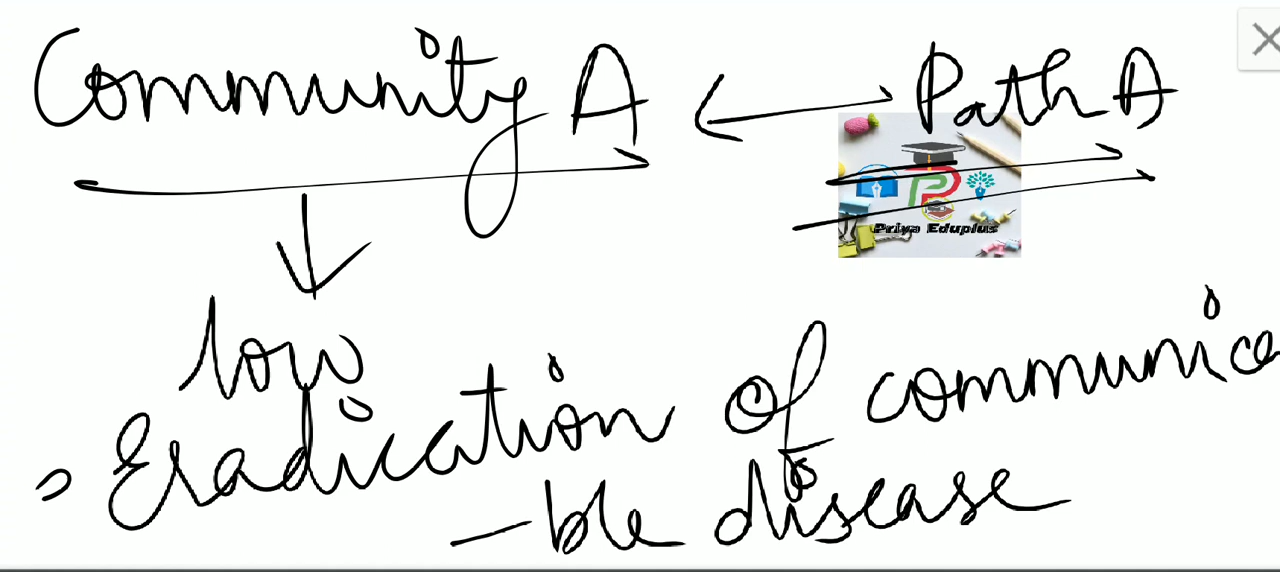 Community A ↔ Path A
Priya Eduplus
low
Eradication of communica
-ble disease